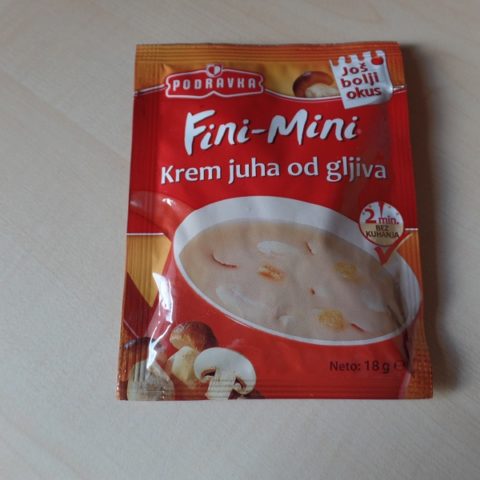 PODRAVKA
Još
bolji
okus
Fini-Mini
Krem juha od gljiva
2 min.
BEZ
KUHANJA
Neto: 18 g e